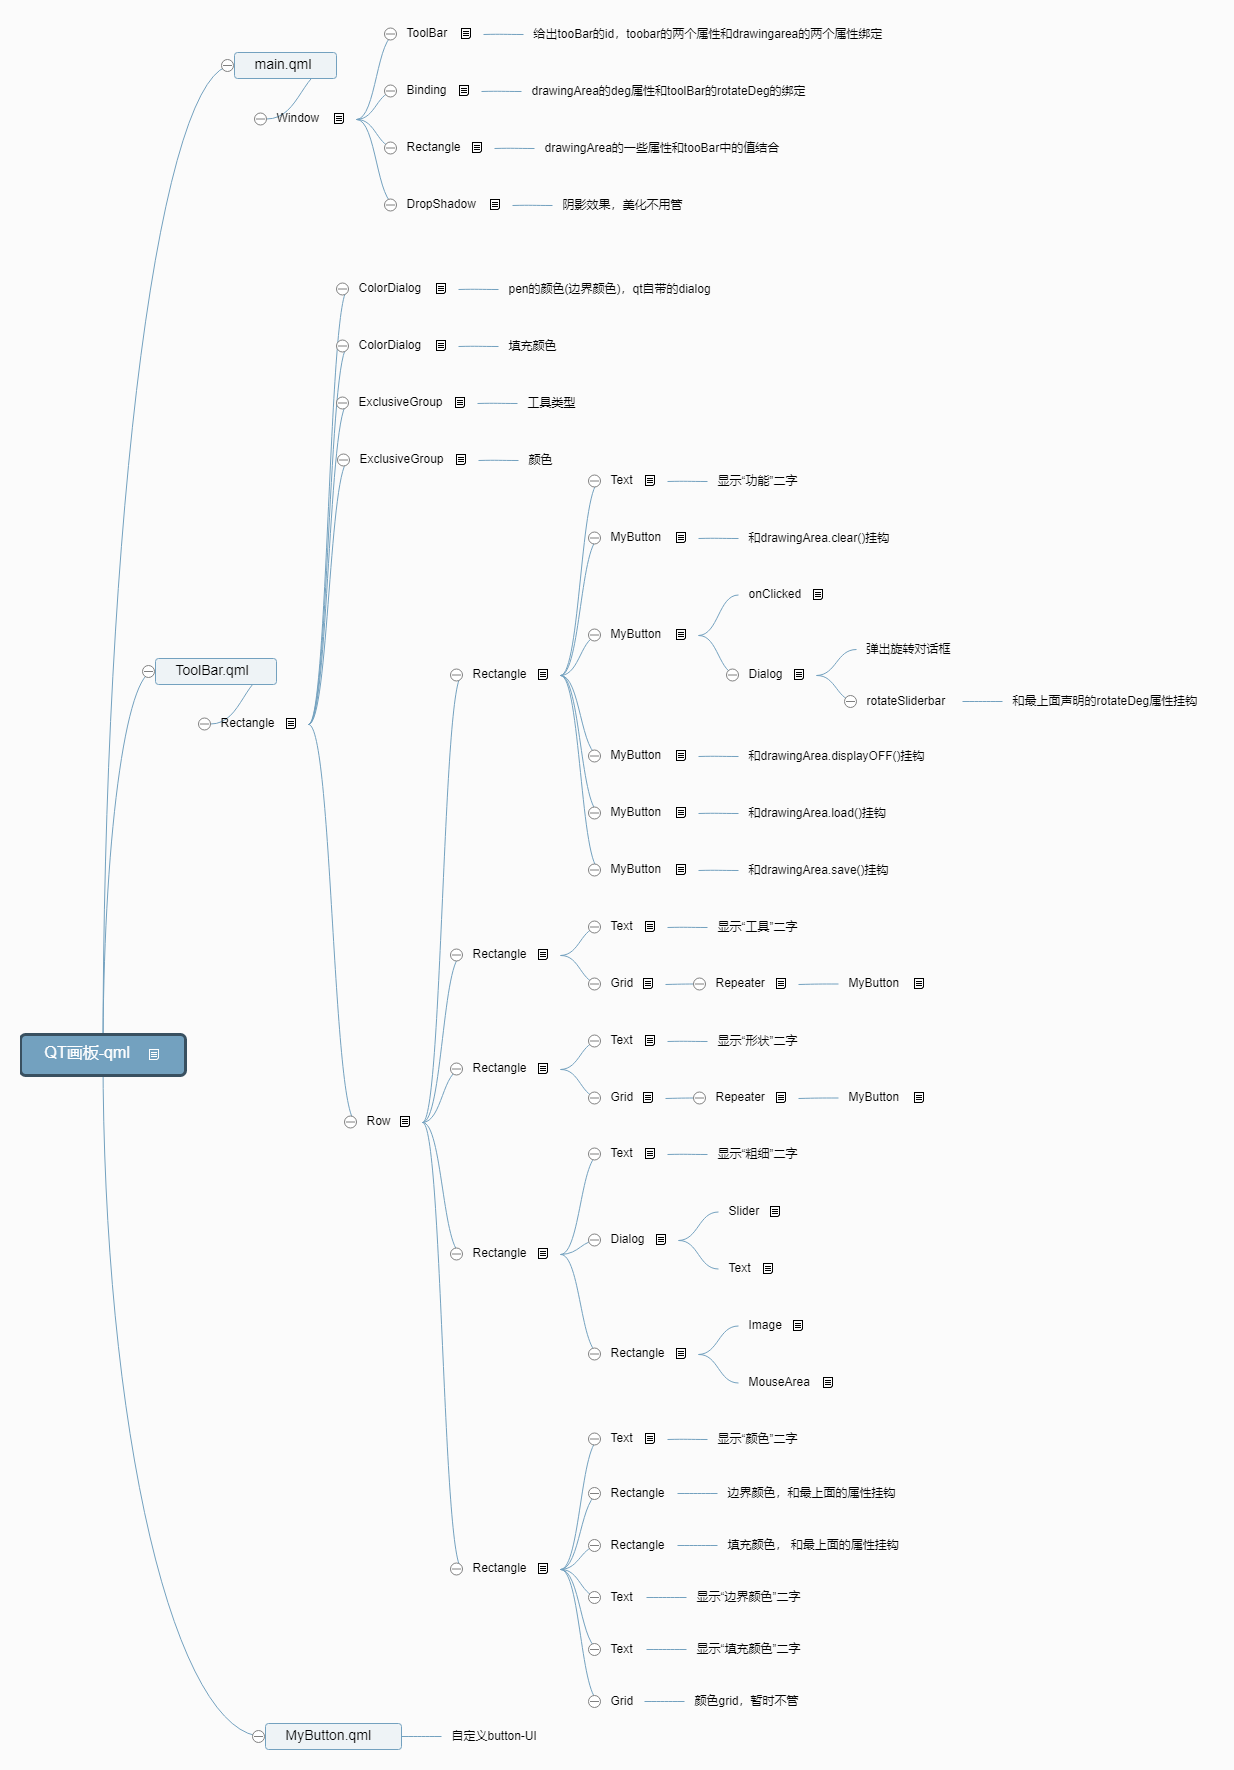 ToolBar
给出tooBar的id，toobar的两个属性和drawingarea的两个属性绑定
main.qml
Binding
drawingArea的deg属性和toolBar的rotateDeg的绑定
Window
Rectangle
drawingArea的一些属性和tooBar中的值结合
DropShadow
阴影效果，美化不用管
ColorDialog
pen的颜色(边界颜色)，qt自带的dialog
ColorDialog
填充颜色
ExclusiveGroup
工具类型
ExclusiveGroup
颜色
Text
显示“功能”二字
MyButton
和drawingArea.clear()挂钩
onClicked
MyButton
弹出旋转对话框
ToolBar.qml
Rectangle
Dialog
rotateSliderbar
和最上面声明的rotateDeg属性挂钩
Rectangle
MyButton
和drawingArea.displayOFF()挂钩
MyButton
和drawingArea.load()挂钩
MyButton
和drawingArea.save()挂钩
Text
显示“工具”二字
Rectangle
Grid
Repeater
MyButton
Text
显示“形状”二字
QT画板-qml
Rectangle
Grid
Repeater
MyButton
Row
Text
显示“粗细”二字
Slider
Dialog
Rectangle
Text
Image
Rectangle
MouseArea
Text
显示“颜色”二字
Rectangle
边界颜色，和最上面的属性挂钩
Rectangle
填充颜色， 和最上面的属性挂钩
Rectangle
Text
显示“边界颜色”二字
Text
显示“填充颜色”二字
Grid
颜色grid，暂时不管
MyButton.qml
自定义button-UI